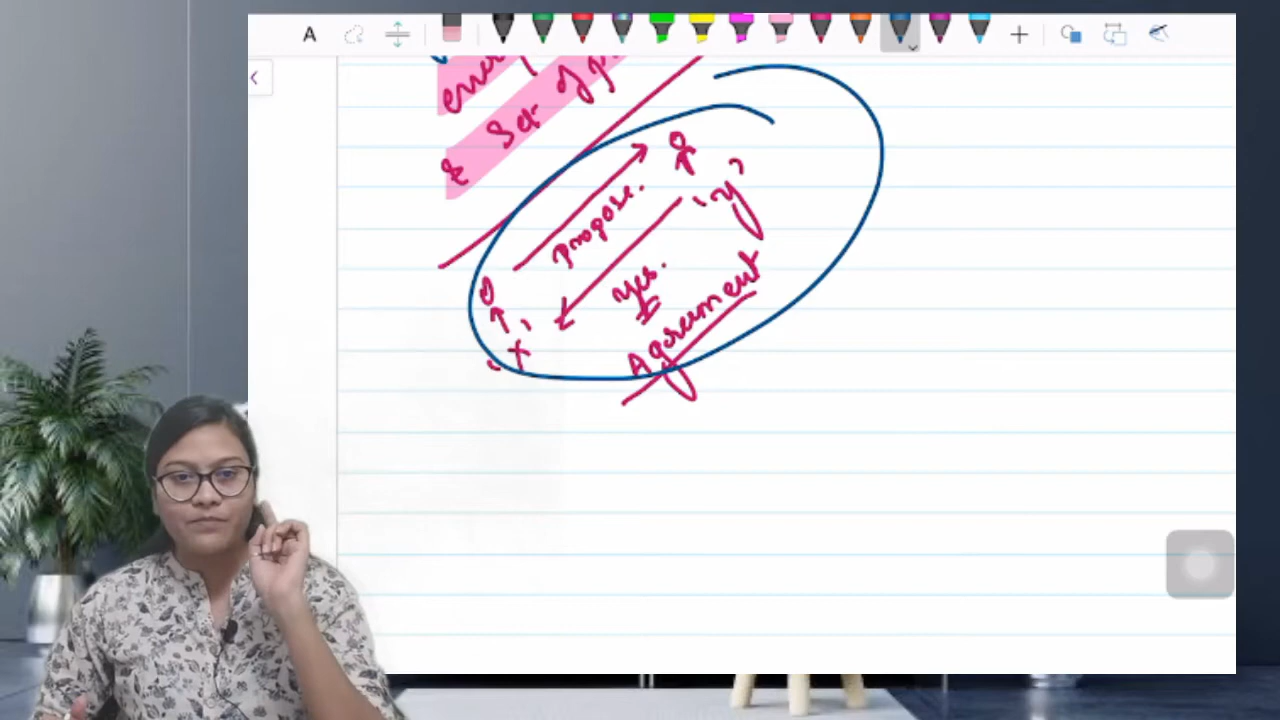 A
& Set of
propose.
'y'
yes.
'x'
Agreement